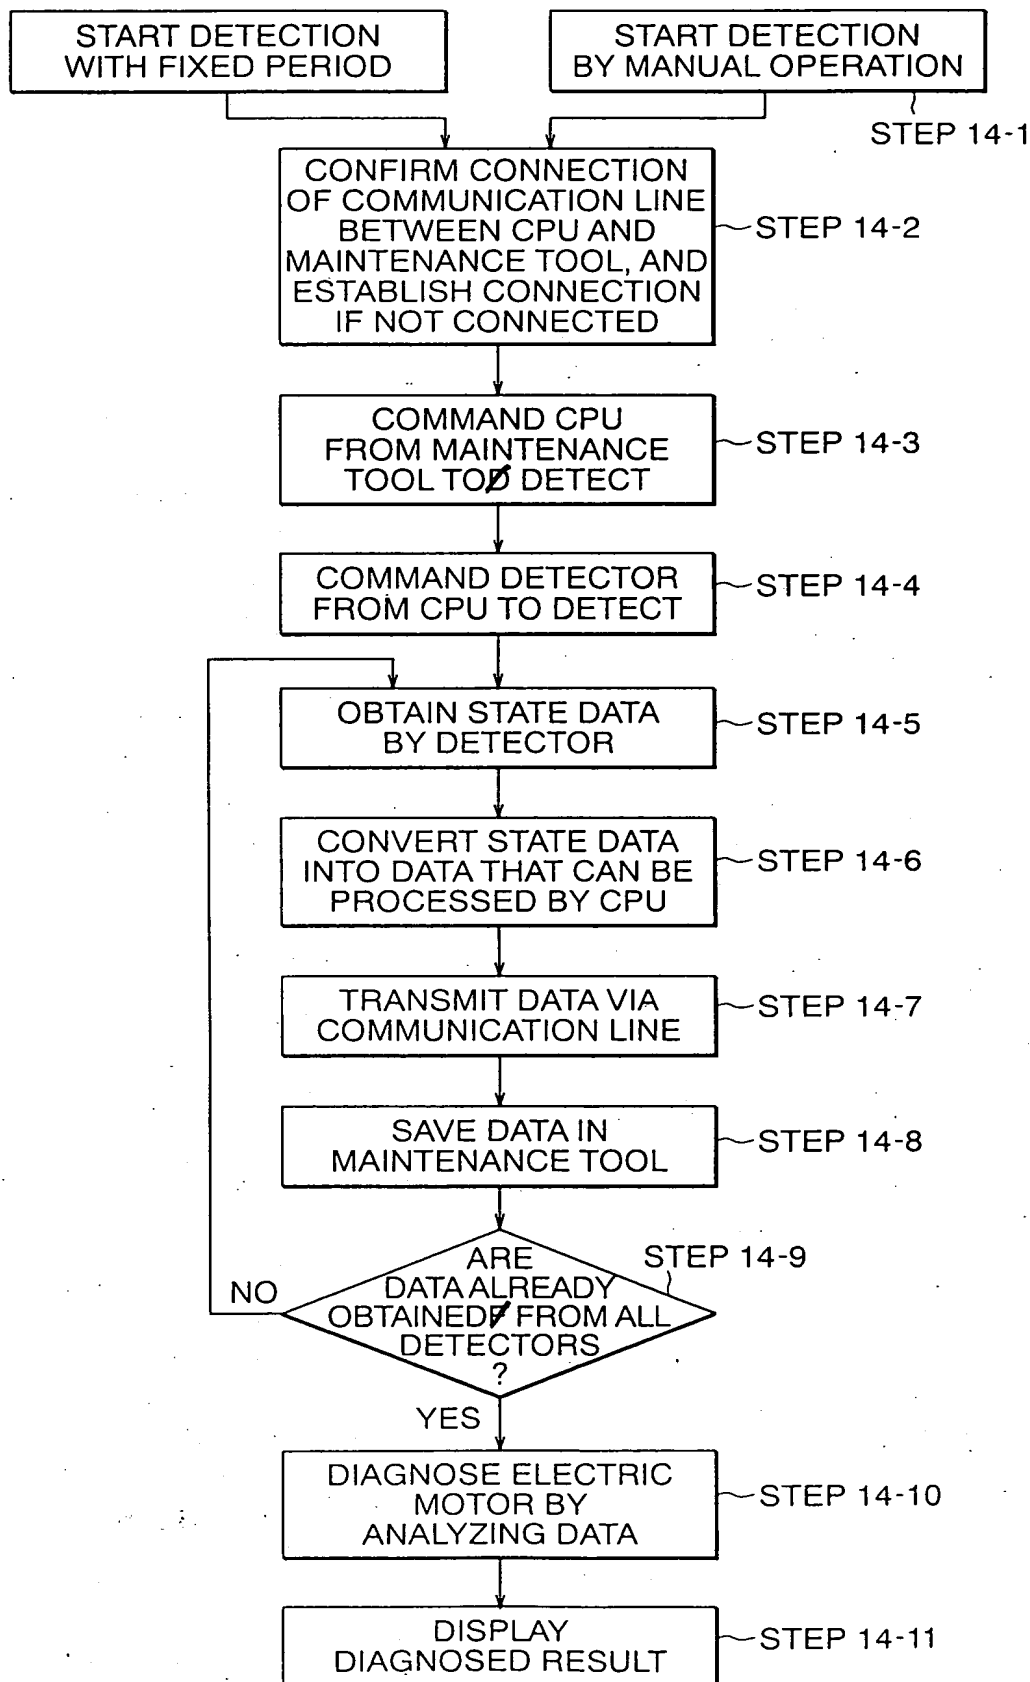 START DETECTION
WITH FIXED PERIOD
START DETECTION
BY MANUAL OPERATION
STEP 14-1
CONFIRM CONNECTION
OF COMMUNICATION LINE
BETWEEN CPU AND
MAINTENANCE TOOL, AND
ESTABLISH CONNECTION
IF NOT CONNECTED
STEP 14-2
COMMAND CPU
FROM MAINTENANCE
TOOL TO DETECT
STEP 14-3
COMMAND DETECTOR
FROM CPU TO DETECT
STEP 14-4
OBTAIN STATE DATA
BY DETECTOR
STEP 14-5
CONVERT STATE DATA
INTO DATA THAT CAN BE
PROCESSED BY CPU
STEP 14-6
TRANSMIT DATA VIA
COMMUNICATION LINE
STEP 14-7
SAVE DATA IN
MAINTENANCE TOOL
STEP 14-8
ARE
DATA ALREADY
OBTAINED FROM ALL
DETECTORS
?
STEP 14-9
NO
YES
DIAGNOSE ELECTRIC
MOTOR BY
ANALYZING DATA
STEP 14-10
DISPLAY
DIAGNOSED RESULT
STEP 14-11